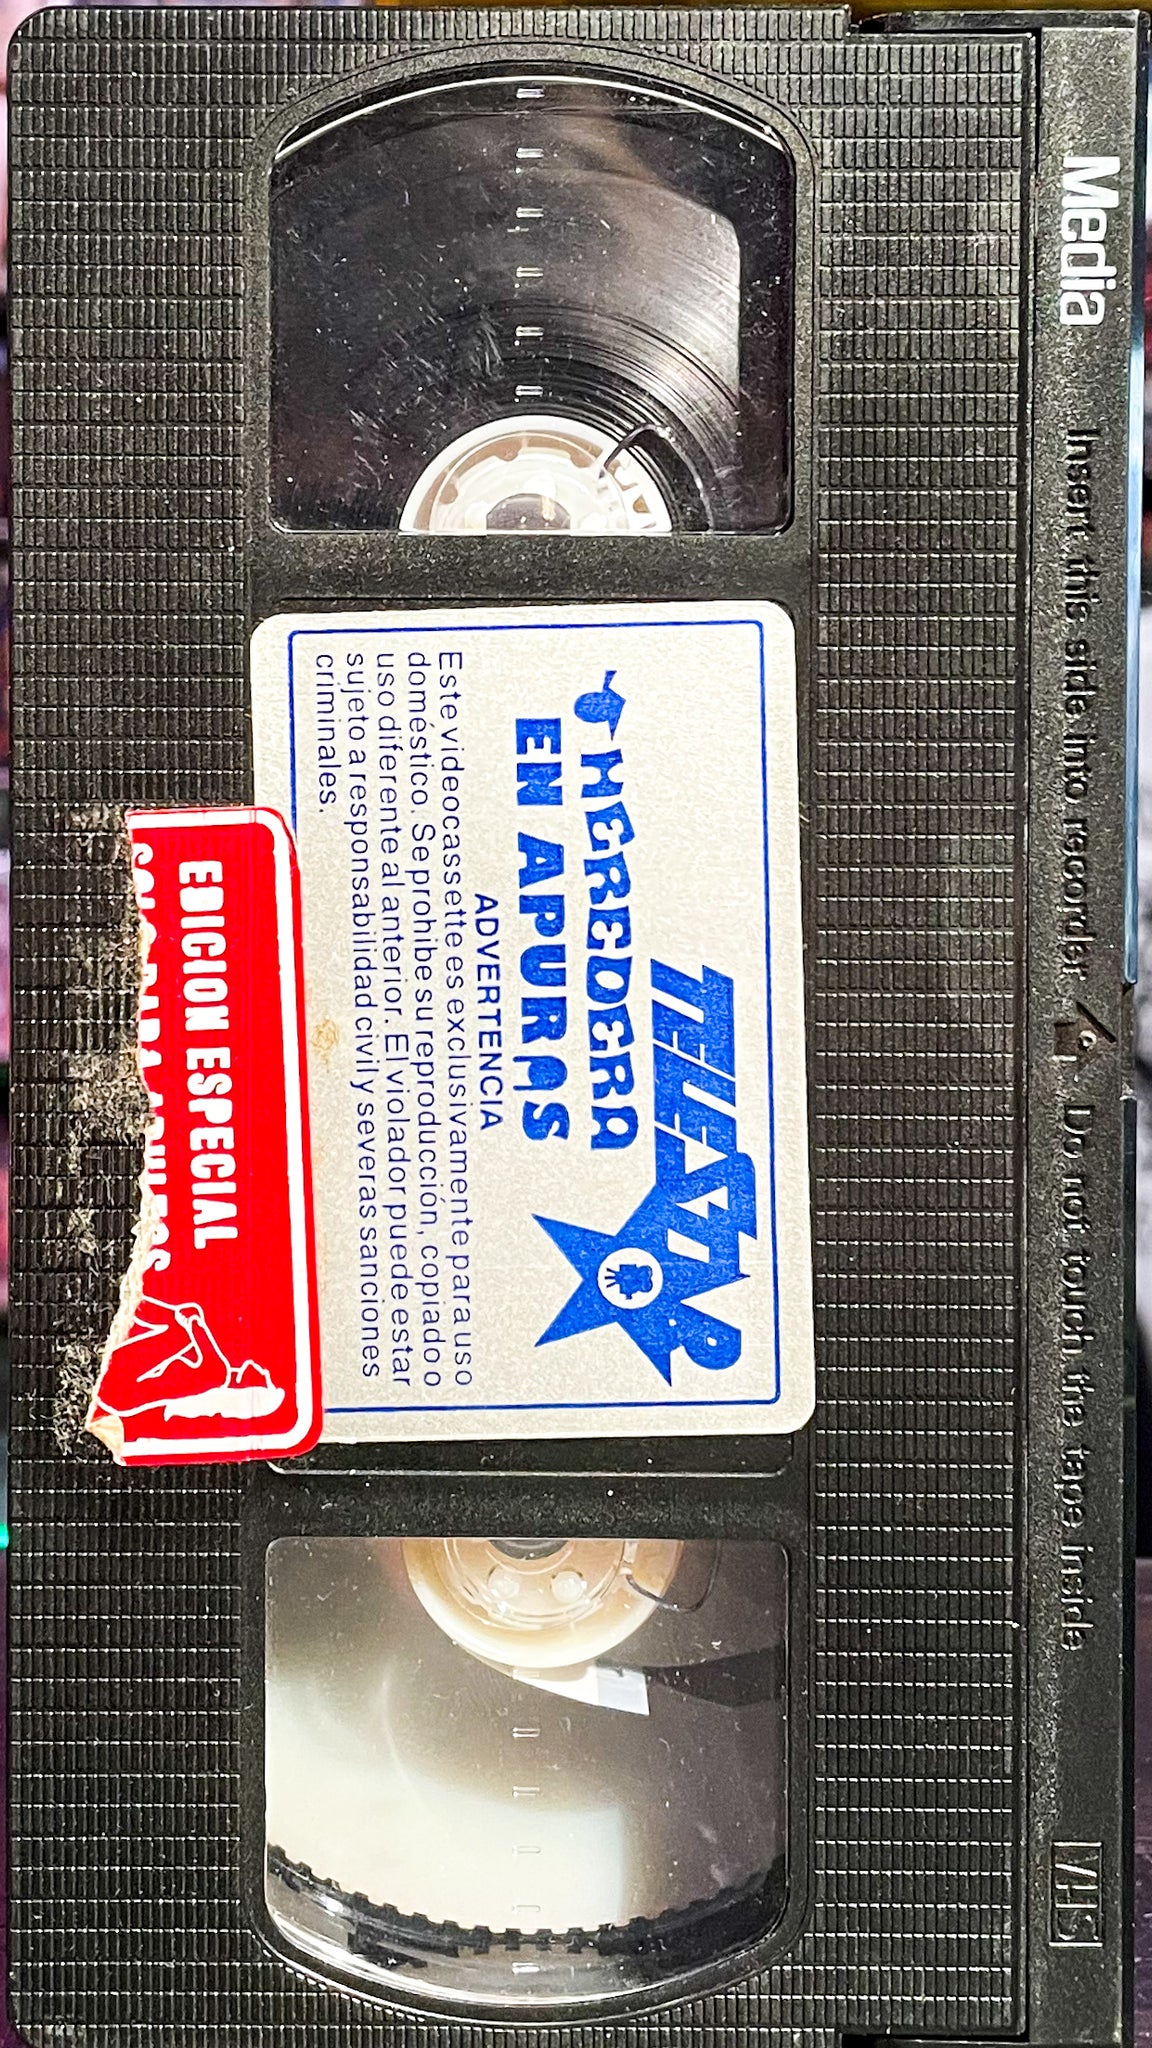 Media
Insert this side into recorder
Do not touch the tape inside
VHS
HEREDERA
EN APURAS
ADVERTENCIA
Este videocassette es exclusivamente para uso
doméstico. Se prohibe su reproducción, copiado o
uso diferente al anterior. El violador puede estar
sujeto a responsabilidad civil y severas sanciones
criminales.
EDICION ESPECIAL